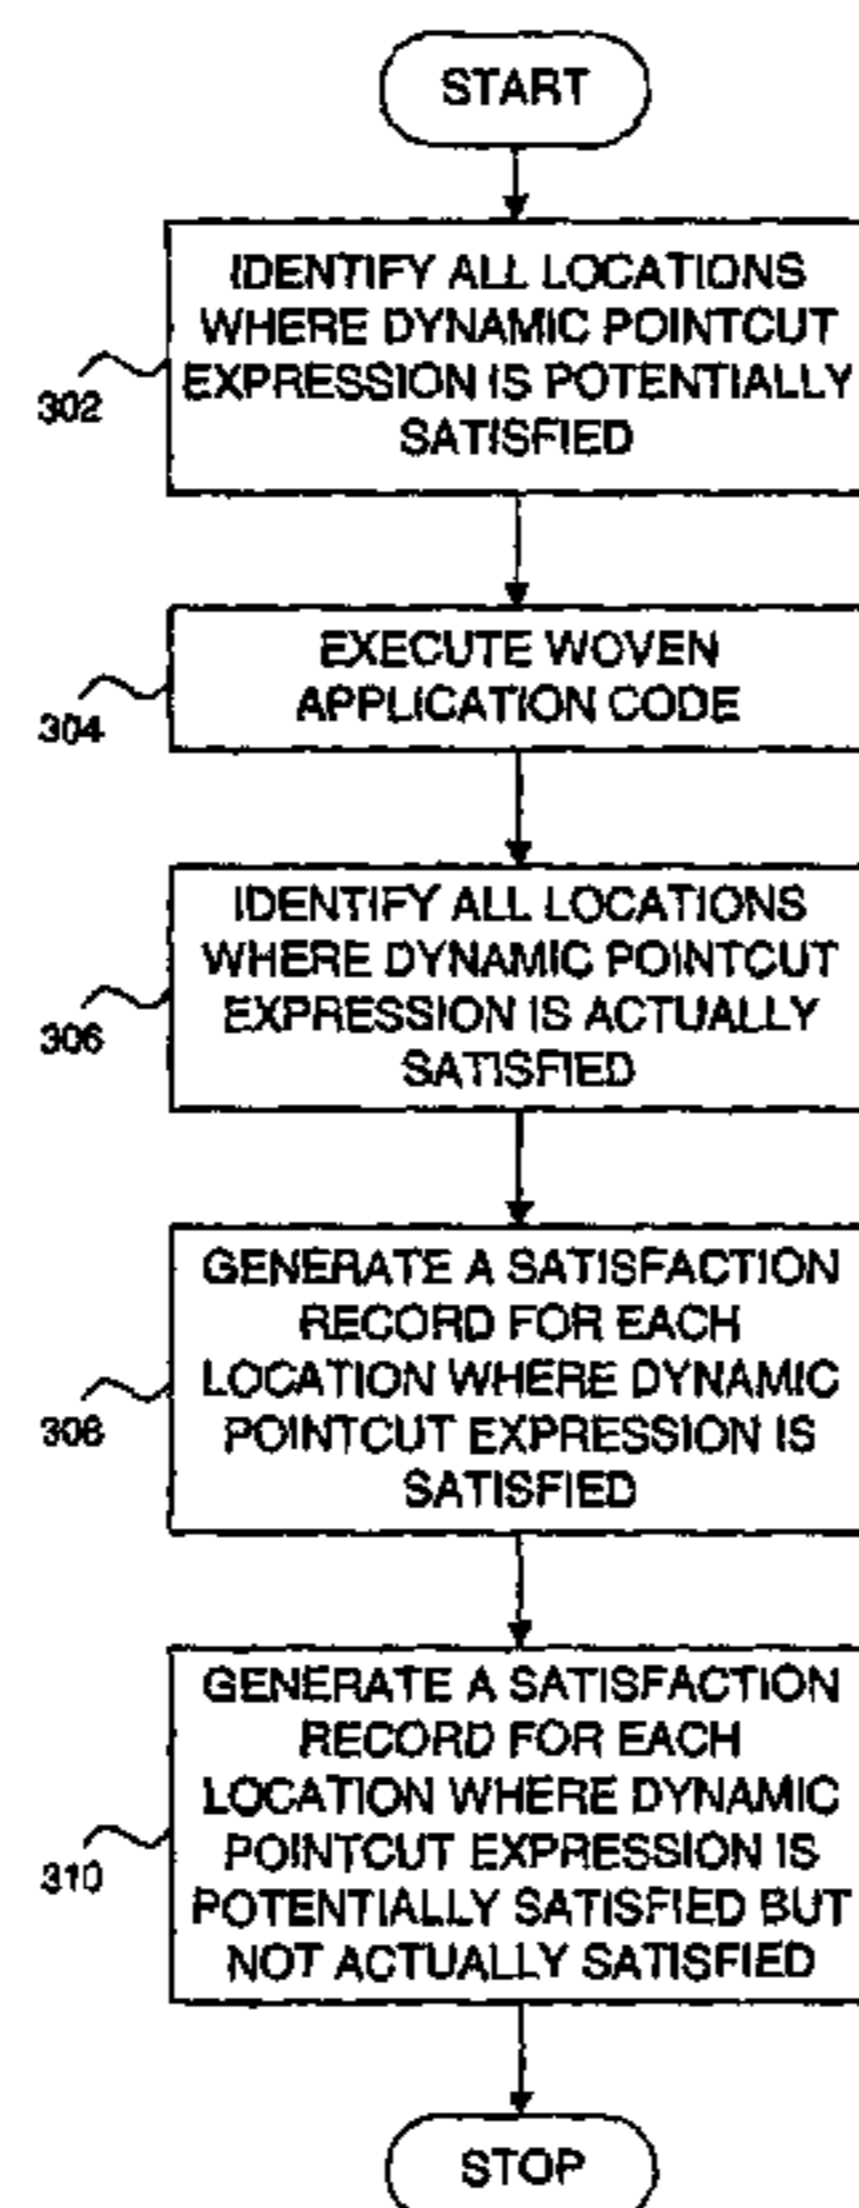 START
IDENTIFY ALL LOCATIONS
WHERE DYNAMIC POINTCUT
EXPRESSION IS POTENTIALLY
SATISFIED
302
EXECUTE WOVEN
APPLICATION CODE
304
IDENTIFY ALL LOCATIONS
WHERE DYNAMIC POINTCUT
EXPRESSION IS ACTUALLY
SATISFIED
306
GENERATE A SATISFACTION
RECORD FOR EACH
LOCATION WHERE DYNAMIC
POINTCUT EXPRESSION IS
SATISFIED
308
GENERATE A SATISFACTION
RECORD FOR EACH
LOCATION WHERE DYNAMIC
POINTCUT EXPRESSION IS
POTENTIALLY SATISFIED BUT
NOT ACTUALLY SATISFIED
310
STOP